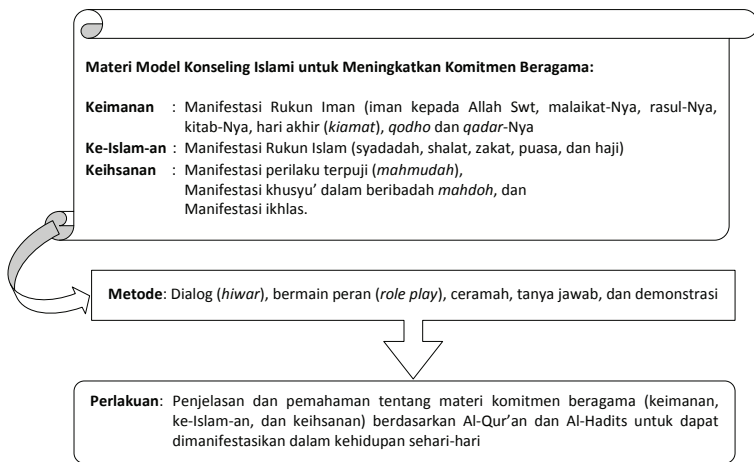 Materi Model Konseling Islami untuk Meningkatkan Komitmen Beragama:
Keimanan : Manifestasi Rukun Iman (iman kepada Allah Swt, malaikat-Nya, rasul-Nya,
kitab-Nya, hari akhir (kiamat), qodho dan qadar-Nya
Ke-Islam-an : Manifestasi Rukun Islam (syadadah, shalat, zakat, puasa, dan haji)
Keihsanan : Manifestasi perilaku terpuji (mahmudah),
Manifestasi khusyu’ dalam beribadah mahdoh, dan
Manifestasi ikhlas.
Metode: Dialog (hiwar), bermain peran (role play), ceramah, tanya jawab, dan demonstrasi
Perlakuan: Penjelasan dan pemahaman tentang materi komitmen beragama (keimanan,
ke-Islam-an, dan keihsanan) berdasarkan Al-Qur’an dan Al-Hadits untuk dapat
dimanifestasikan dalam kehidupan sehari-hari